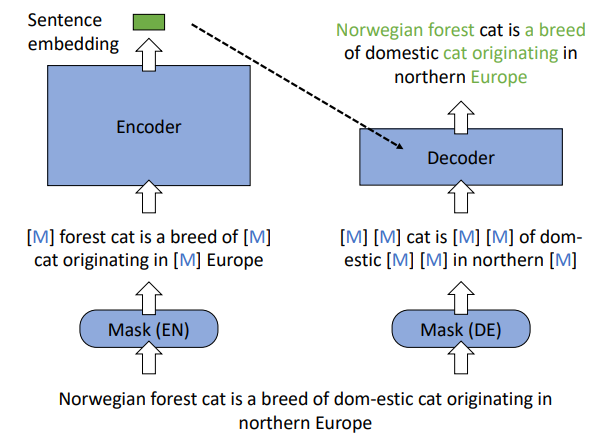 Sentence
embedding
Norwegian forest cat is a breed
of domestic cat originating in
northern Europe
Encoder
Decoder
[M] forest cat is a breed of [M]
cat originating in [M] Europe
[M] [M] cat is [M] [M] of dom-
estic [M] [M] in northern [M]
Mask (EN)
Mask (DE)
Norwegian forest cat is a breed of dom-estic cat originating in
northern Europe